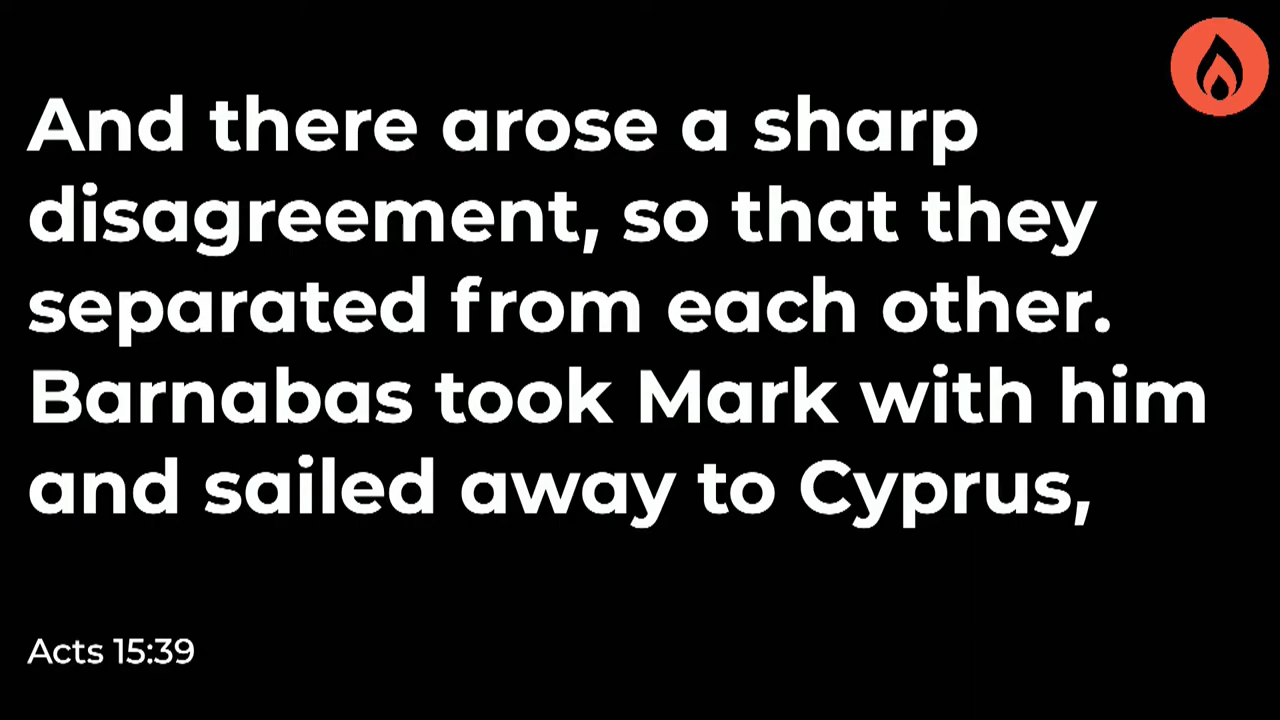 And there arose a sharp
disagreement, so that they
separated from each other.
Barnabas took Mark with him
and sailed away to Cyprus,
Acts 15:39